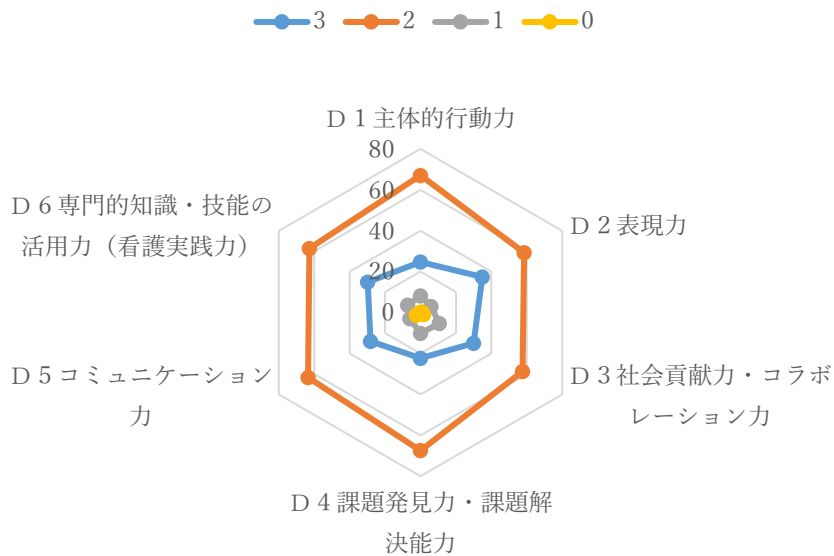 3 2 1 0
D1主体的行動力
80
60
40
20
0
D2表現力
D3社会貢献力・コラボ
レーション力
D4課題発見力・課題解
決能力
D5コミュニケーション
力
D6専門的知識・技能の
活用力（看護実践力）